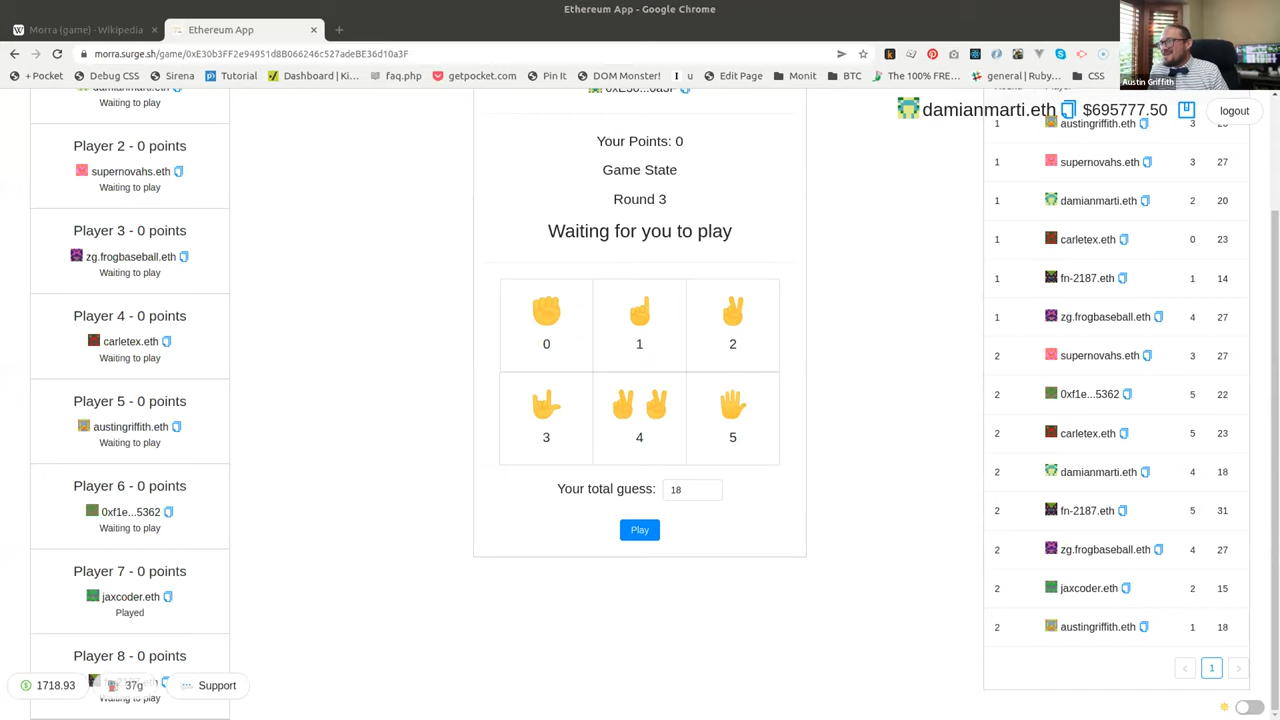 Ethereum App - Google Chrome
Morra (game) - Wikipedia
Ethereum App
morra.surge.sh/game/0xE30b3FF2e94951d8B066246c527adeBE36d10a3F
+ Pocket
Debug CSS
Sirena
Tutorial
Dashboard | Ki...
faq.php
getpocket.com
Pin It
DOM Monster!
I u
Edit Page
Monit
BTC
The 100% FRE...
general | Ruby...
CSS
Austin Griffith
damianmarti.eth
$695777.50
logout
Waiting to play
Player 2 - 0 points
supernovahs.eth
Waiting to play
Player 3 - 0 points
zg.frogbaseball.eth
Waiting to play
Player 4 - 0 points
carletex.eth
Waiting to play
Player 5 - 0 points
austingriffith.eth
Waiting to play
Player 6 - 0 points
0xf1e...5362
Waiting to play
Player 7 - 0 points
jaxcoder.eth
Played
Player 8 - 0 points
Waiting to play
1718.93
37g
Support
Your Points: 0
Game State
Round 3
Waiting for you to play
0 1 2
3 4 5
Your total guess: 18
Play
1 austingriffith.eth 3
1 supernovahs.eth 3 27
1 damianmarti.eth 2 20
1 carletex.eth 0 23
1 fn-2187.eth 1 14
1 zg.frogbaseball.eth 4 27
2 supernovahs.eth 3 27
2 0xf1e...5362 5 22
2 carletex.eth 5 23
2 damianmarti.eth 4 18
2 fn-2187.eth 5 31
2 zg.frogbaseball.eth 4 27
2 jaxcoder.eth 2 15
2 austingriffith.eth 1 18
1